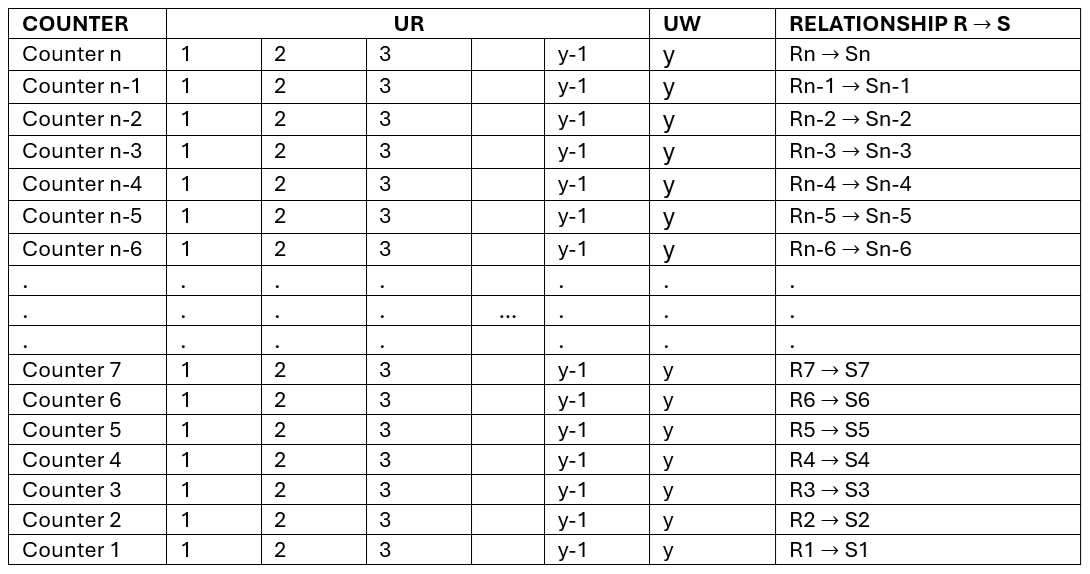 COUNTER UR UW RELATIONSHIP R → S
Counter n 1 2 3 y-1 y Rn → Sn
Counter n-1 1 2 3 y-1 y Rn-1 → Sn-1
Counter n-2 1 2 3 y-1 y Rn-2 → Sn-2
Counter n-3 1 2 3 y-1 y Rn-3 → Sn-3
Counter n-4 1 2 3 y-1 y Rn-4 → Sn-4
Counter n-5 1 2 3 y-1 y Rn-5 → Sn-5
Counter n-6 1 2 3 y-1 y Rn-6 → Sn-6
. . . . . . .
. . . . ... . . .
. . . . . . .
Counter 7 1 2 3 y-1 y R7 → S7
Counter 6 1 2 3 y-1 y R6 → S6
Counter 5 1 2 3 y-1 y R5 → S5
Counter 4 1 2 3 y-1 y R4 → S4
Counter 3 1 2 3 y-1 y R3 → S3
Counter 2 1 2 3 y-1 y R2 → S2
Counter 1 1 2 3 y-1 y R1 → S1